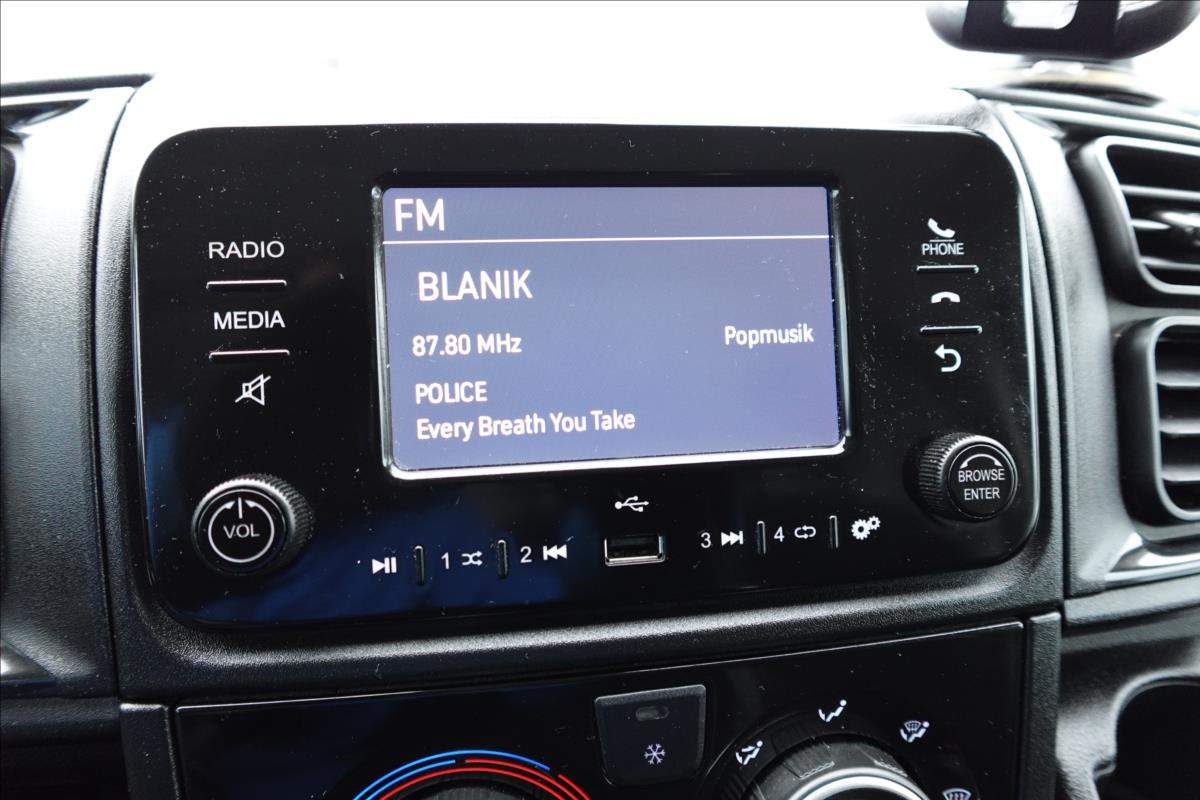 FM
BLANIK
87.80 MHz
Popmusik
POLICE
Every Breath You Take
RADIO
MEDIA
VOL
PHONE
BROWSE
ENTER
1
2
3
4